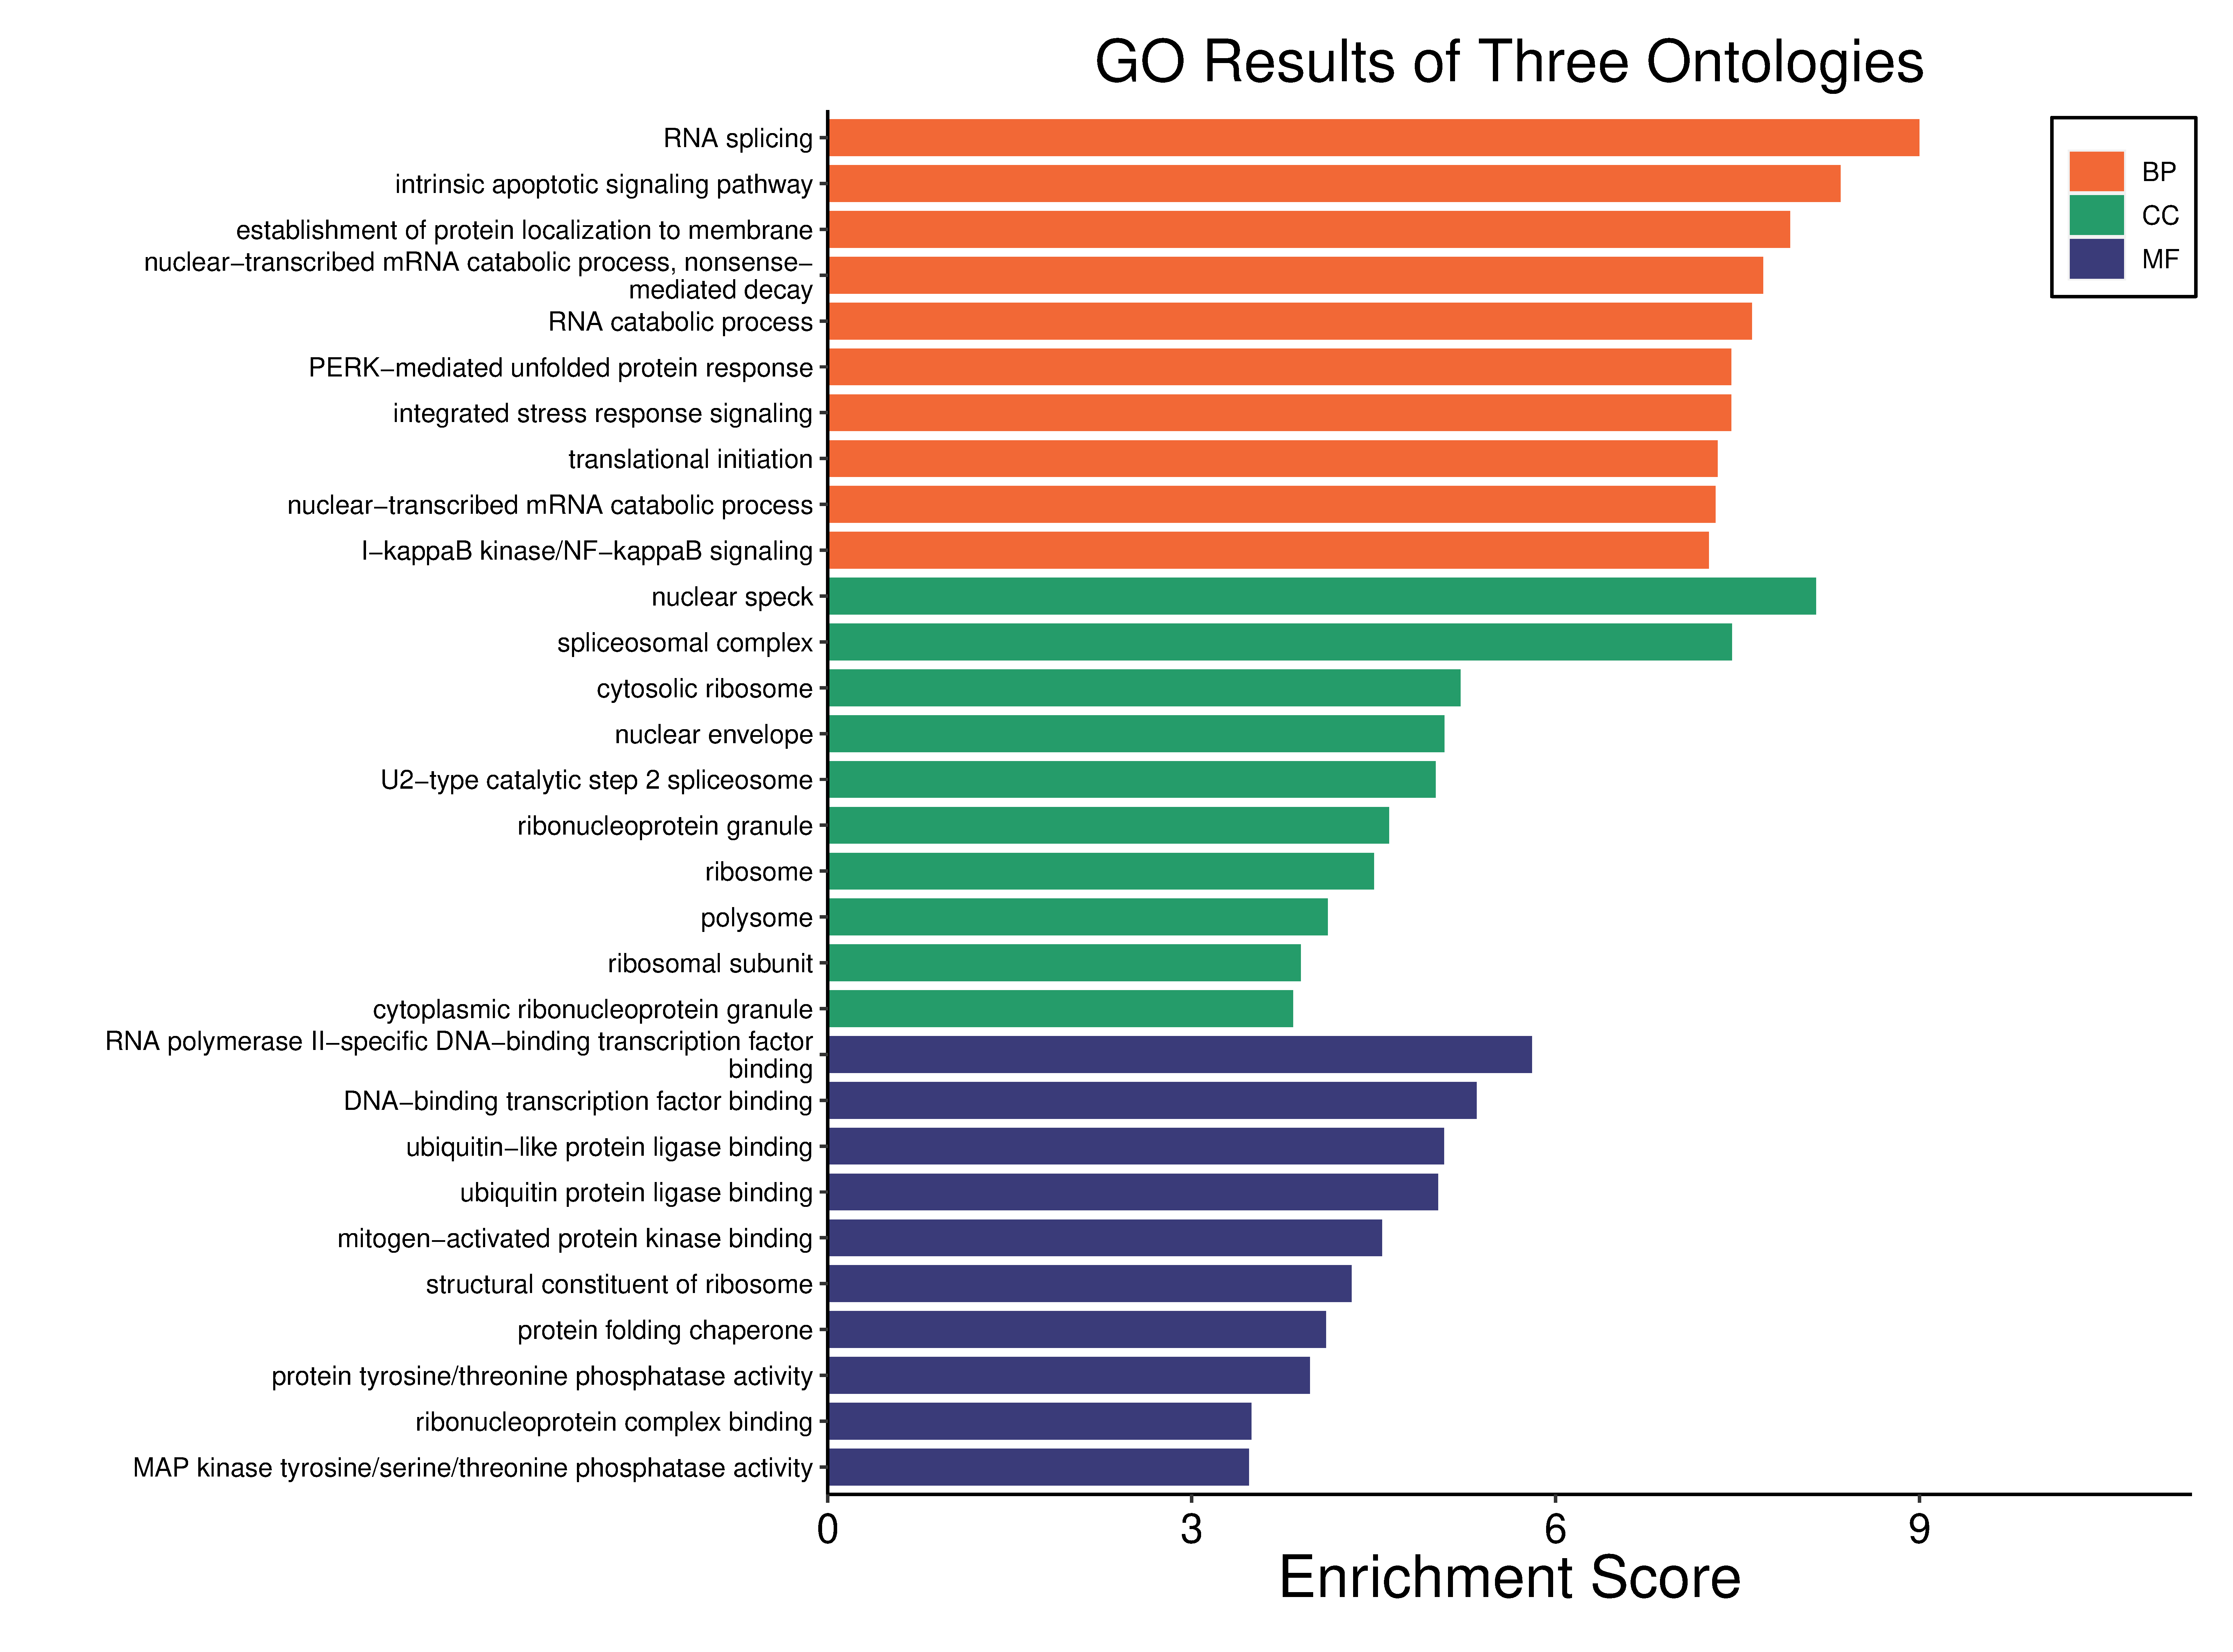 GO Results of Three Ontologies
RNA splicing
intrinsic apoptotic signaling pathway
establishment of protein localization to membrane
nuclear−transcribed mRNA catabolic process, nonsense−
mediated decay
RNA catabolic process
PERK−mediated unfolded protein response
integrated stress response signaling
translational initiation
nuclear−transcribed mRNA catabolic process
I−kappaB kinase/NF−kappaB signaling
nuclear speck
spliceosomal complex
cytosolic ribosome
nuclear envelope
U2−type catalytic step 2 spliceosome
ribonucleoprotein granule
ribosome
polysome
ribosomal subunit
cytoplasmic ribonucleoprotein granule
RNA polymerase II−specific DNA−binding transcription factor
binding
DNA−binding transcription factor binding
ubiquitin−like protein ligase binding
ubiquitin protein ligase binding
mitogen−activated protein kinase binding
structural constituent of ribosome
protein folding chaperone
protein tyrosine/threonine phosphatase activity
ribonucleoprotein complex binding
MAP kinase tyrosine/serine/threonine phosphatase activity
BP
CC
MF
0 3 6 9
Enrichment Score